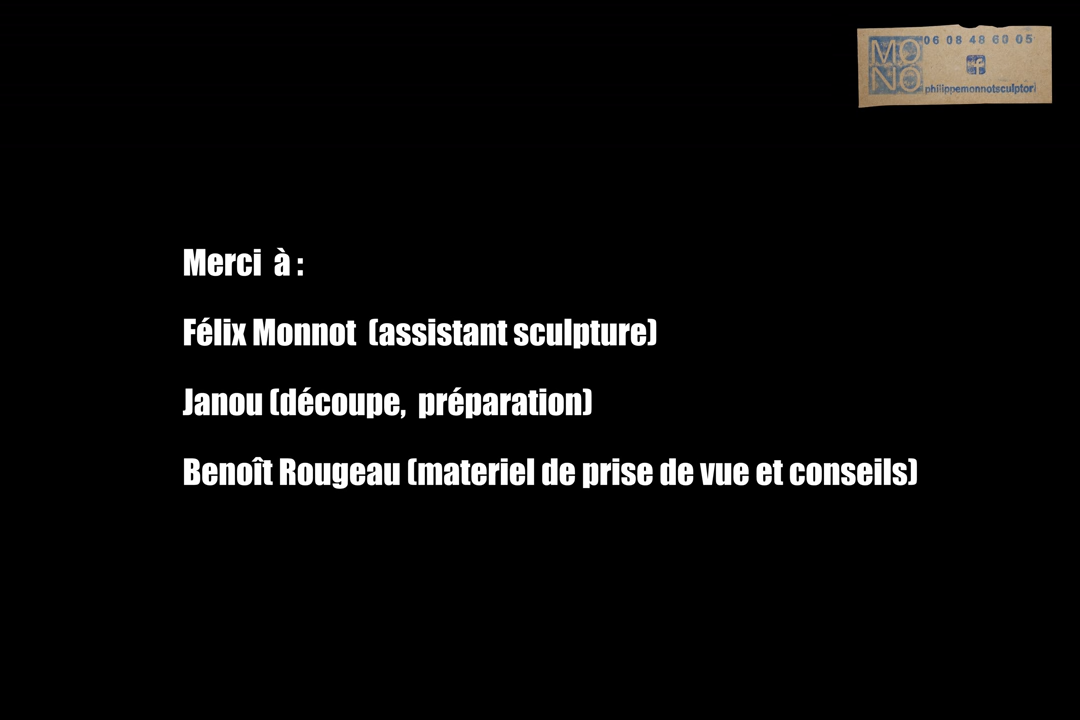 MO
NO
06 08 48 60 05
philippemonnotsculptori
Merci à :
Félix Monnot (assistant sculpture)
Janou (découpe, préparation)
Benoît Rougeau (materiel de prise de vue et conseils)